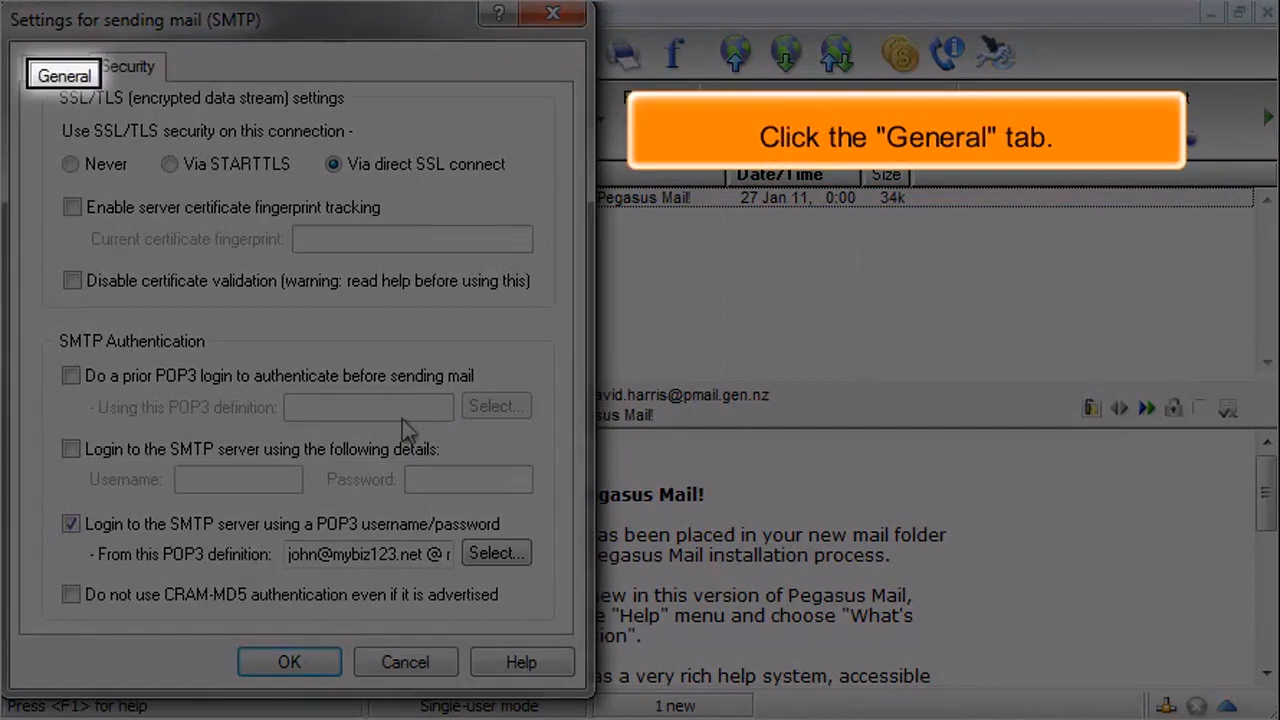 Settings for sending mail (SMTP)
General
Security
SSL/TLS (encrypted data stream) settings
Use SSL/TLS security on this connection -
Never
Via STARTTLS
Via direct SSL connect
Enable server certificate fingerprint tracking
Current certificate fingerprint:
Disable certificate validation (warning: read help before using this)
SMTP Authentication
Do a prior POP3 login to authenticate before sending mail
- Using this POP3 definition:
Select...
Login to the SMTP server using the following details:
Username:
Password:
Login to the SMTP server using a POP3 username/password
- From this POP3 definition:
john@mybiz123.net @
Select...
Do not use CRAM-MD5 authentication even if it is advertised
OK
Cancel
Help
Click the "General" tab.
Date/Time
Size
Pegasus Mail!
27 Jan 11, 0:00
34k
avid.harris@pmail.gen.nz
sus Mail!
gasus Mail!
as been placed in your new mail folder
egasus Mail installation process.
ew in this version of Pegasus Mail,
e "Help" menu and choose "What's
ion".
as a very rich help system, accessible
Press <F1> for help
Single-user mode
1 new